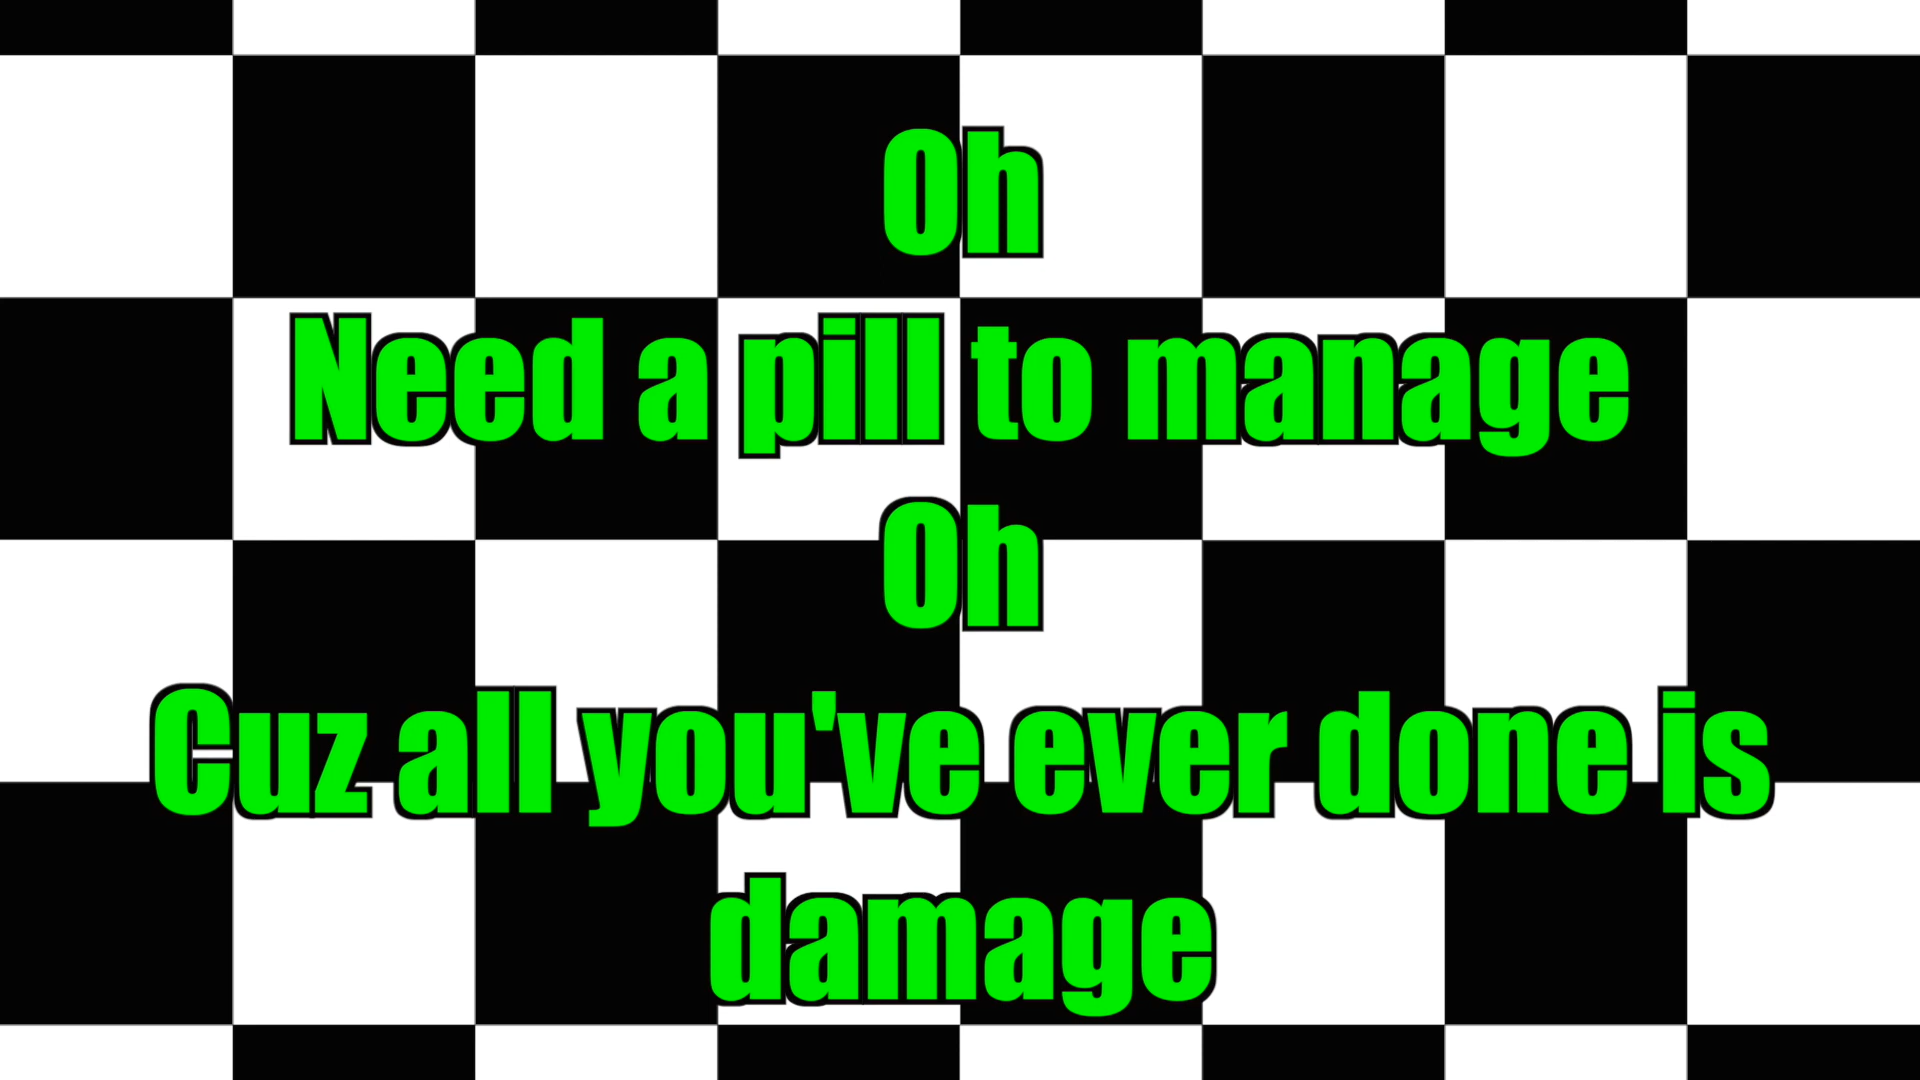 Oh
Need a pill to manage
Oh
Cuz all you've ever done is
damage